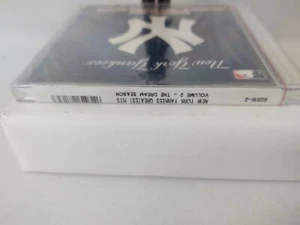 New York Yankees
NEW YORK YANKEES GREATEST HITS
VOLUME 2 - THE DREAM SEASON